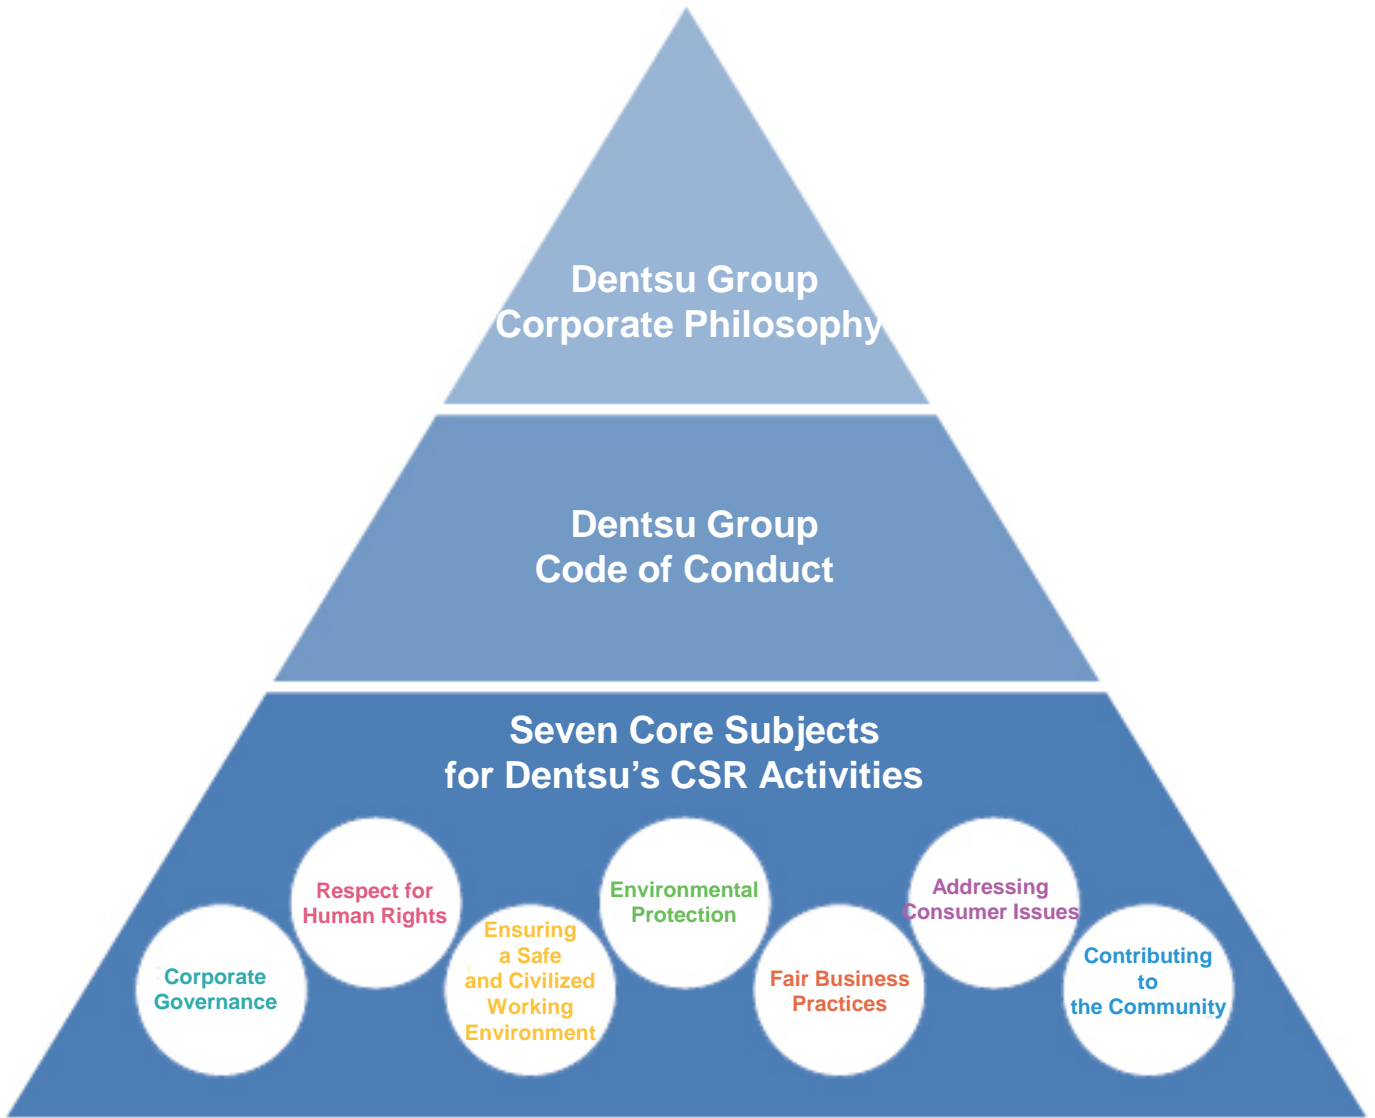 Dentsu Group
Corporate Philosophy
Dentsu Group
Code of Conduct
Seven Core Subjects
for Dentsu’s CSR Activities
Corporate
Governance
Respect for
Human Rights
Ensuring
a Safe
and Civilized
Working
Environment
Environmental
Protection
Fair Business
Practices
Addressing
Consumer Issues
Contributing
to
the Community